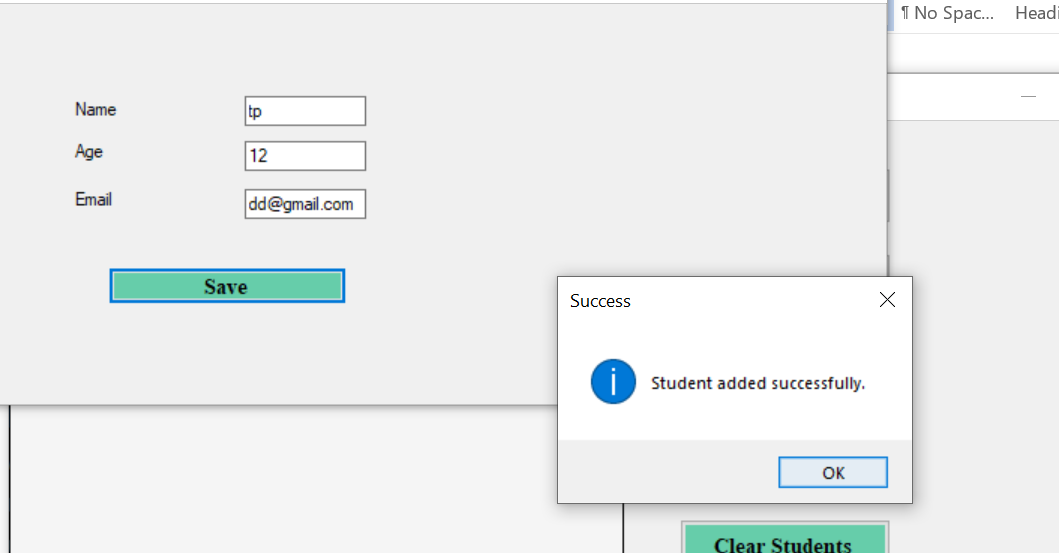 ¶ No Spac... Headi
Name
tp
Age
12
Email
dd@gmail.com
Save
Success
Student added successfully.
OK
Clear Students